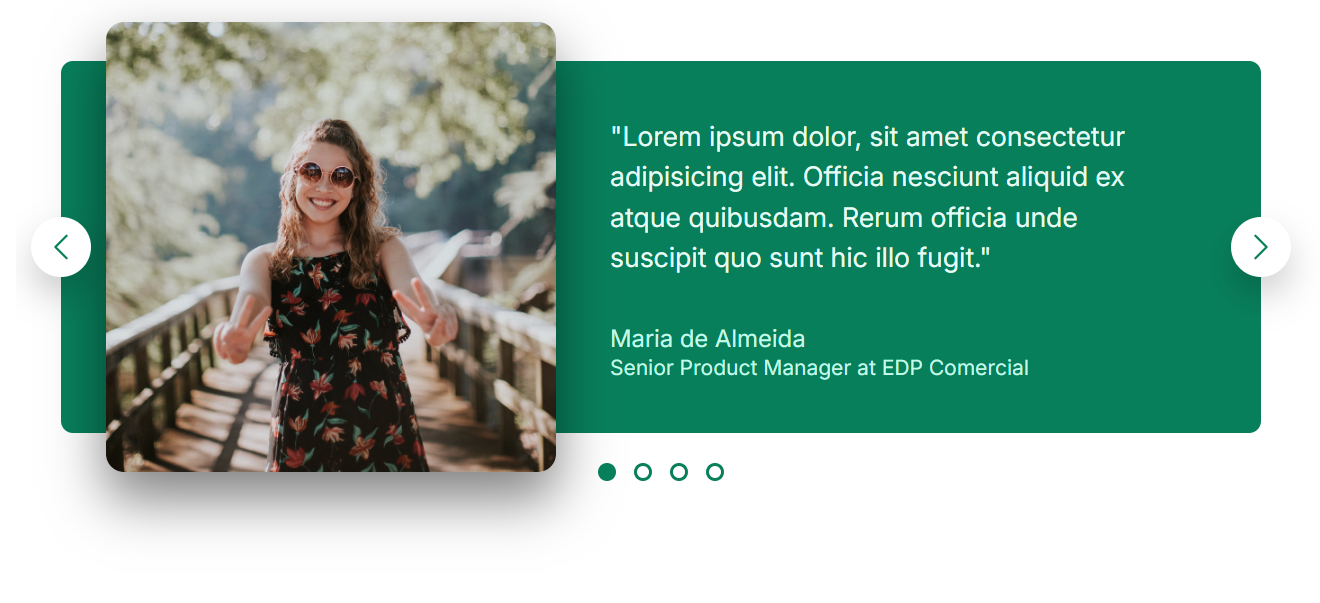 "Lorem ipsum dolor, sit amet consectetur
adipisicing elit. Officia nesciunt aliquid ex
atque quibusdam. Rerum officia unde
suscipit quo sunt hic illo fugit."
Maria de Almeida
Senior Product Manager at EDP Comercial